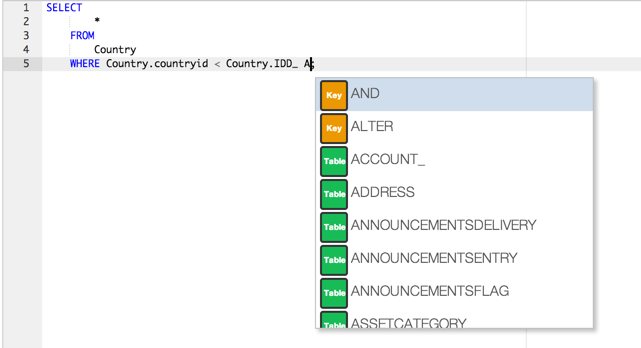 1 SELECT
2 *
3 FROM
4 Country
5 WHERE Country.countryid < Country.IDD_ A;
Key AND
Key ALTER
Table ACCOUNT_
Table ADDRESS
Table ANNOUNCEMENTSDELIVERY
Table ANNOUNCEMENTSENTRY
Table ANNOUNCEMENTSFLAG
Table ASSETCATEGORY